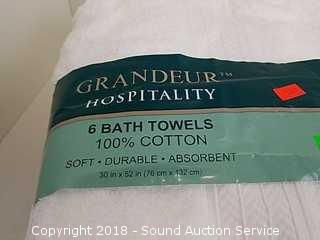 GRANDEUR™
HOSPITALITY
6 BATH TOWELS
100% COTTON
SOFT • DURABLE • ABSORBENT
30 in x 52 in (76 cm x 132 cm)
Copyright 2018 - Sound Auction Service